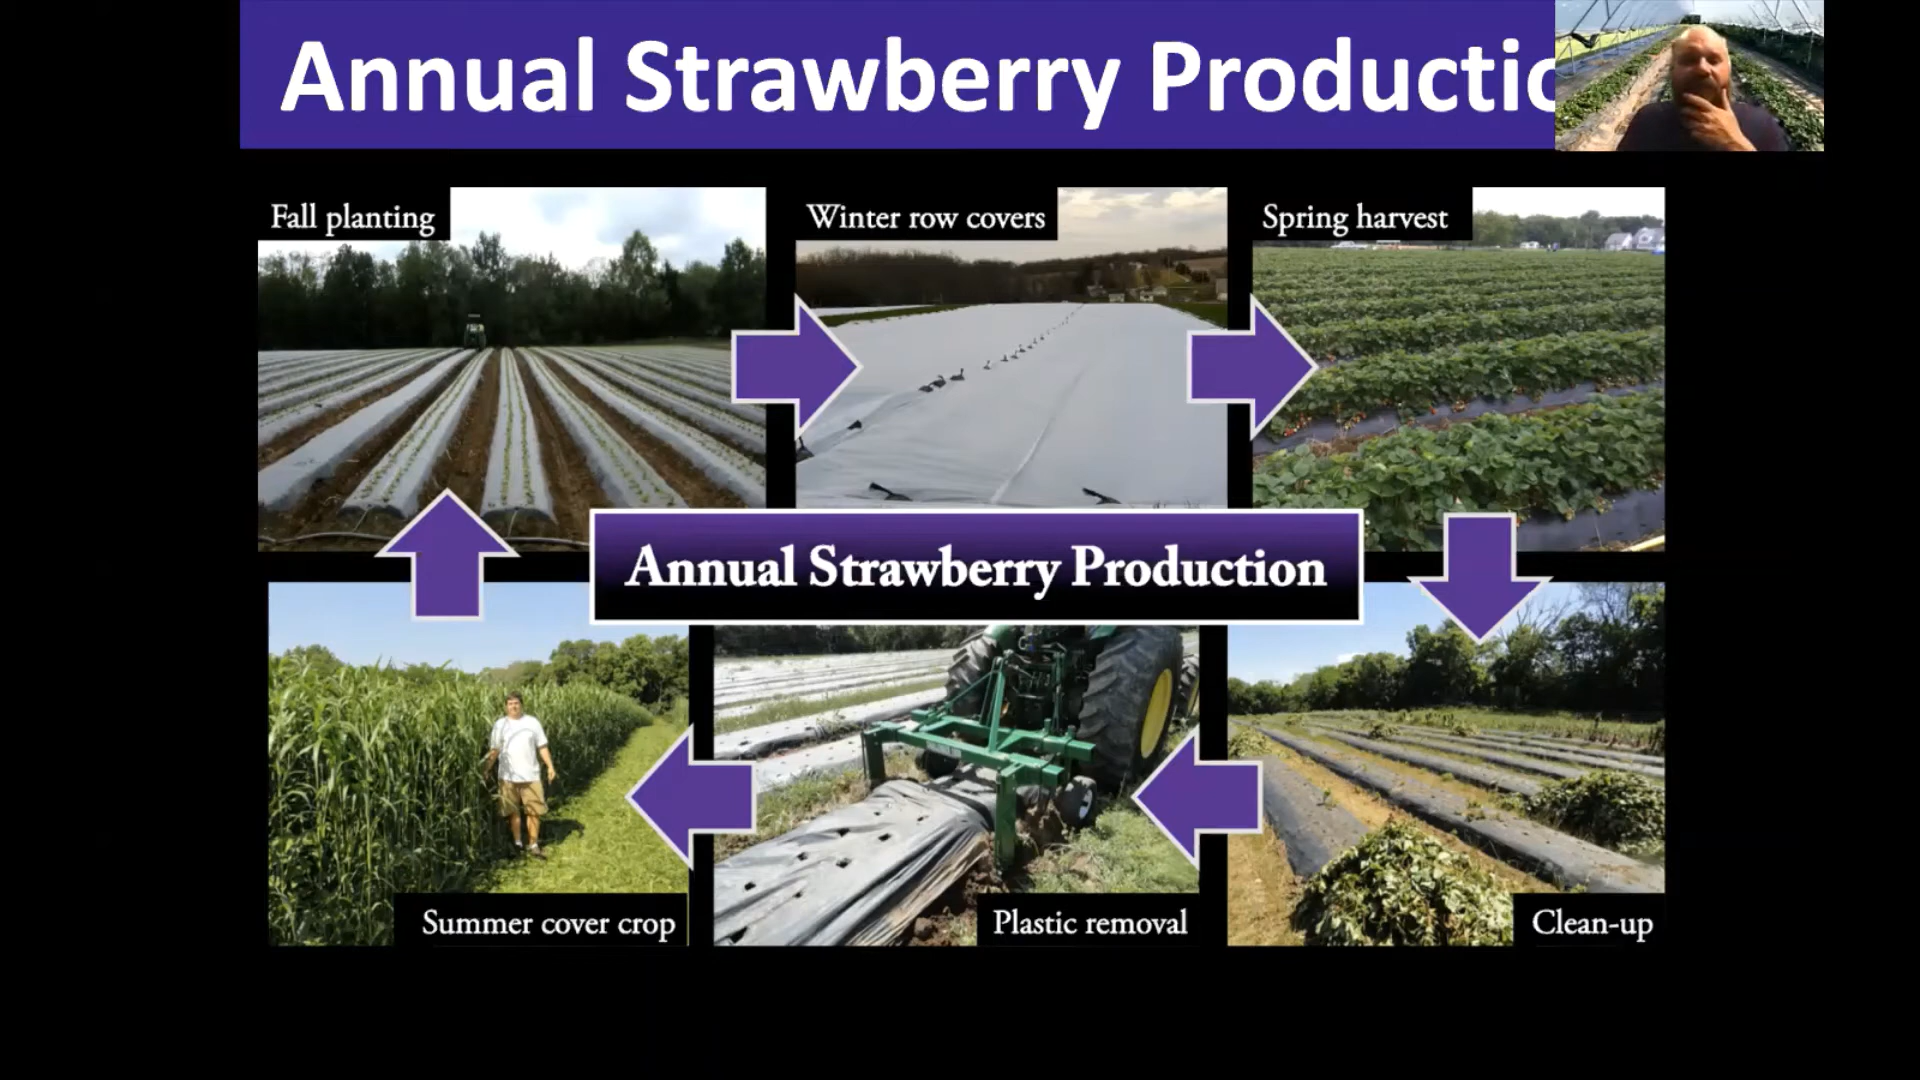 Annual Strawberry Productio
Fall planting
Winter row covers
Spring harvest
Annual Strawberry Production
Summer cover crop
Plastic removal
Clean-up